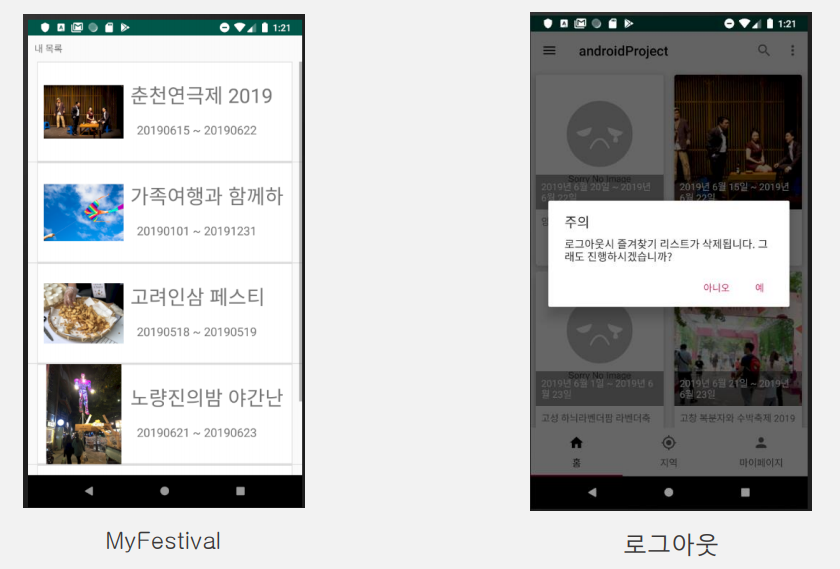 1:21
내 목록
춘천연극제 2019
20190615 ~ 20190622
가족여행과 함께하
20190101 ~ 20191231
고려인삼 페스티
20190518 ~ 20190519
노량진의밤 야간난
20190621 ~ 20190623
MyFestival
1:21
androidProject
Sorry No Image
2019년 6월 20일 ~ 2019년
6월 22일
2019년 6월 15일 ~ 2019년
6월 22일
주의
로그아웃시 즐겨찾기 리스트가 삭제됩니다. 그
래도 진행하시겠습니까?
아니오 예
Sorry No Image
2019년 6월 1일 ~ 2019년 6
월 23일
2019년 6월 21일 ~ 2019년
6월 23일
고성 하늬라벤더팜 라벤더축
고창 복분자와 수박축제 2019
홈 지역 마이페이지
로그아웃